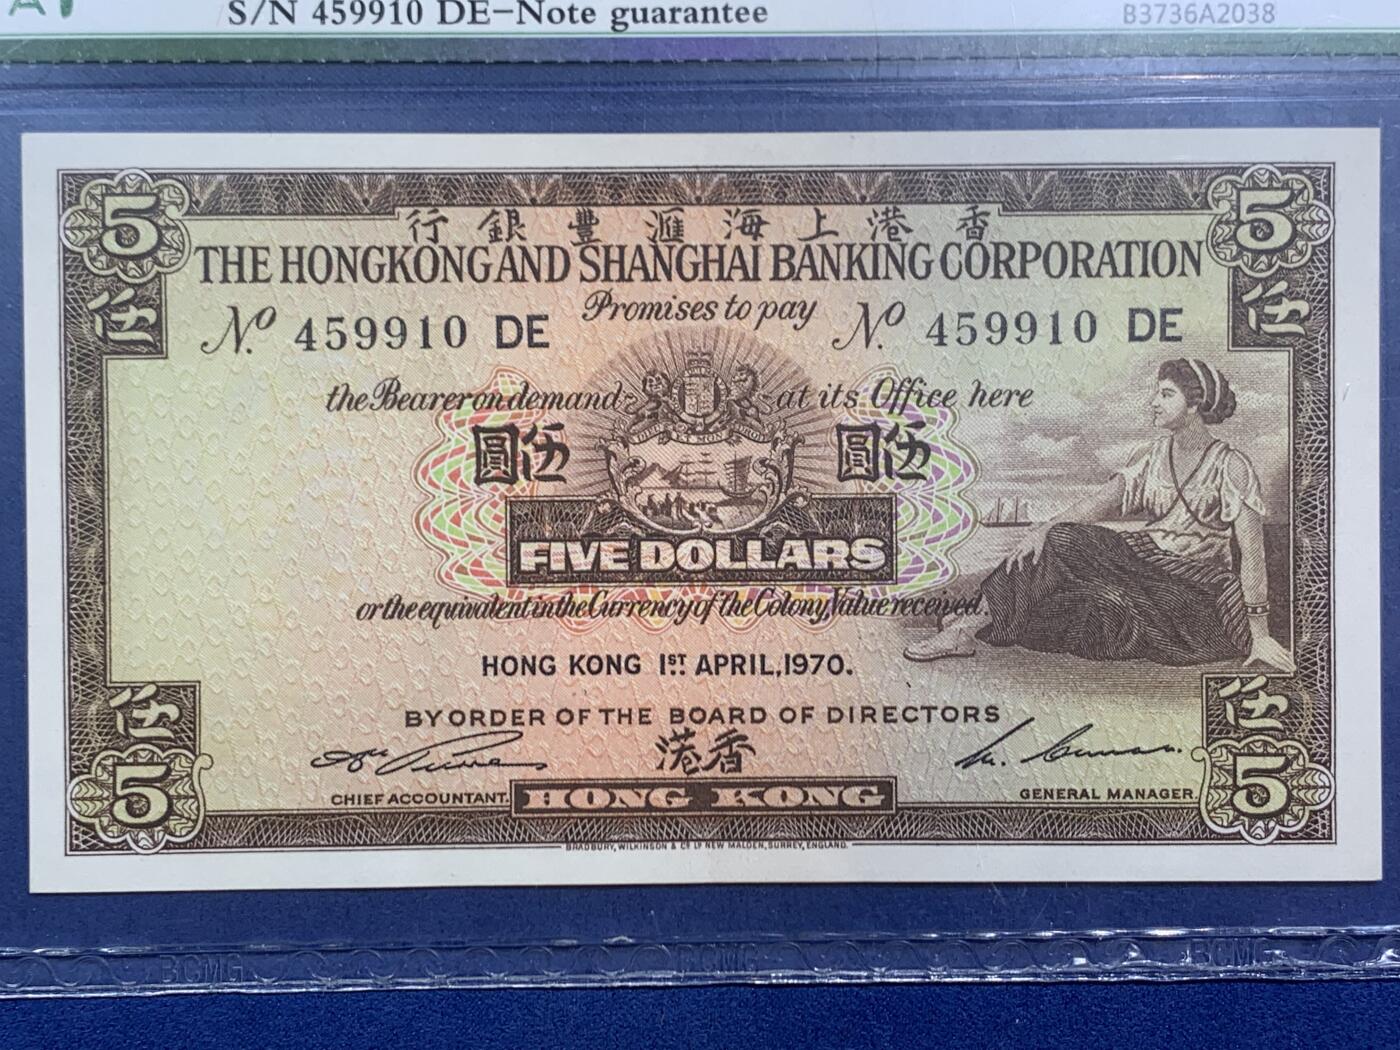 S/N 459910 DE-Note guarantee
B3736A2038
5
5
行銀豐滙海上港香
THE HONGKONG AND SHANGHAI BANKING CORPORATION
伍
伍
Promises to pay
Nº 459910 DE
Nº 459910 DE
the Bearer on demand at its Office here
圓伍
圓伍
FIVE DOLLARS
or the equivalent in the Currency of the Colony, Value received.
HONG KONG 1ST APRIL, 1970.
伍
伍
BY ORDER OF THE BOARD OF DIRECTORS
港香
5
5
CHIEF ACCOUNTANT.
HONG KONG
GENERAL MANAGER.
BRADBURY, WILKINSON & Co. Ld. NEW MALDEN, SURREY, ENGLAND.
BCMG
BCMG
BCMG